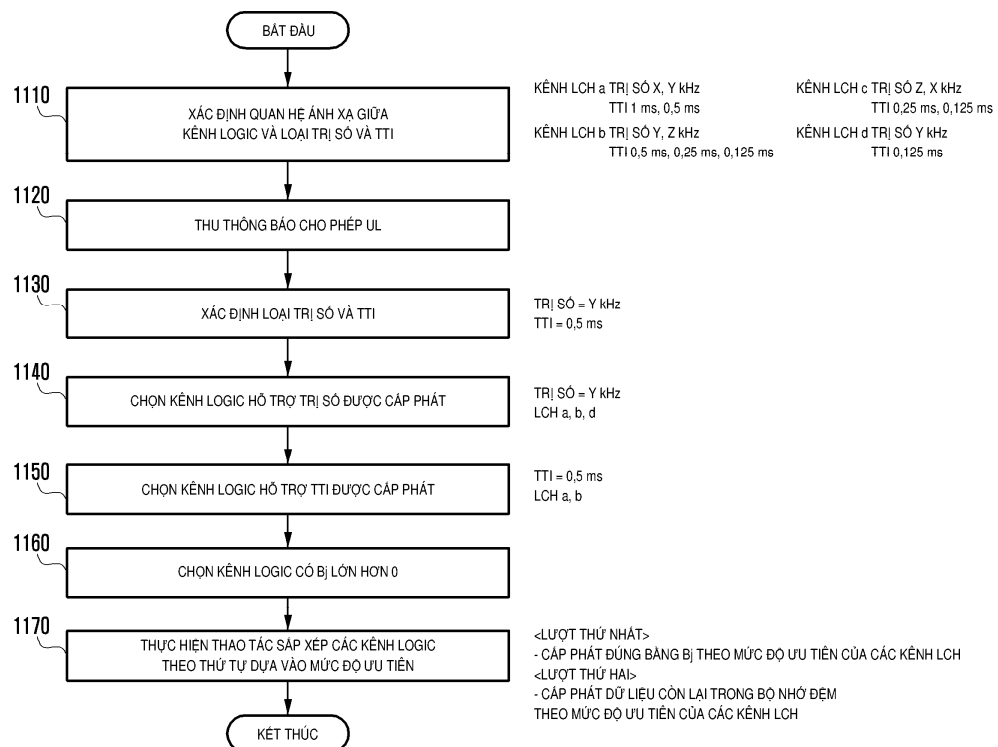 BẮT ĐẦU
1110
XÁC ĐỊNH QUAN HỆ ÁNH XẠ GIỮA
KÊNH LOGIC VÀ LOẠI TRỊ SỐ VÀ TTI
KÊNH LCH a TRỊ SỐ X, Y kHz
TTI 1 ms, 0,5 ms
KÊNH LCH b TRỊ SỐ Y, Z kHz
TTI 0,5 ms, 0,25 ms, 0,125 ms
KÊNH LCH c TRỊ SỐ Z, X kHz
TTI 0,25 ms, 0,125 ms
KÊNH LCH d TRỊ SỐ Y kHz
TTI 0,125 ms
1120
THU THÔNG BÁO CHO PHÉP UL
1130
XÁC ĐỊNH LOẠI TRỊ SỐ VÀ TTI
TRỊ SỐ = Y kHz
TTI = 0,5 ms
1140
CHỌN KÊNH LOGIC HỖ TRỢ TRỊ SỐ ĐƯỢC CẤP PHÁT
TRỊ SỐ = Y kHz
LCH a, b, d
1150
CHỌN KÊNH LOGIC HỖ TRỢ TTI ĐƯỢC CẤP PHÁT
TTI = 0,5 ms
LCH a, b
1160
CHỌN KÊNH LOGIC CÓ Bj LỚN HƠN 0
1170
THỰC HIỆN THAO TÁC SẮP XẾP CÁC KÊNH LOGIC
THEO THỨ TỰ DỰA VÀO MỨC ĐỘ ƯU TIÊN
<LƯỢT THỨ NHẤT>
- CẤP PHÁT ĐÚNG BẰNG Bj THEO MỨC ĐỘ ƯU TIÊN CỦA CÁC KÊNH LCH
<LƯỢT THỨ HAI>
- CẤP PHÁT DỮ LIỆU CÒN LẠI TRONG BỘ NHỚ ĐỆM
THEO MỨC ĐỘ ƯU TIÊN CỦA CÁC KÊNH LCH
KẾT THÚC